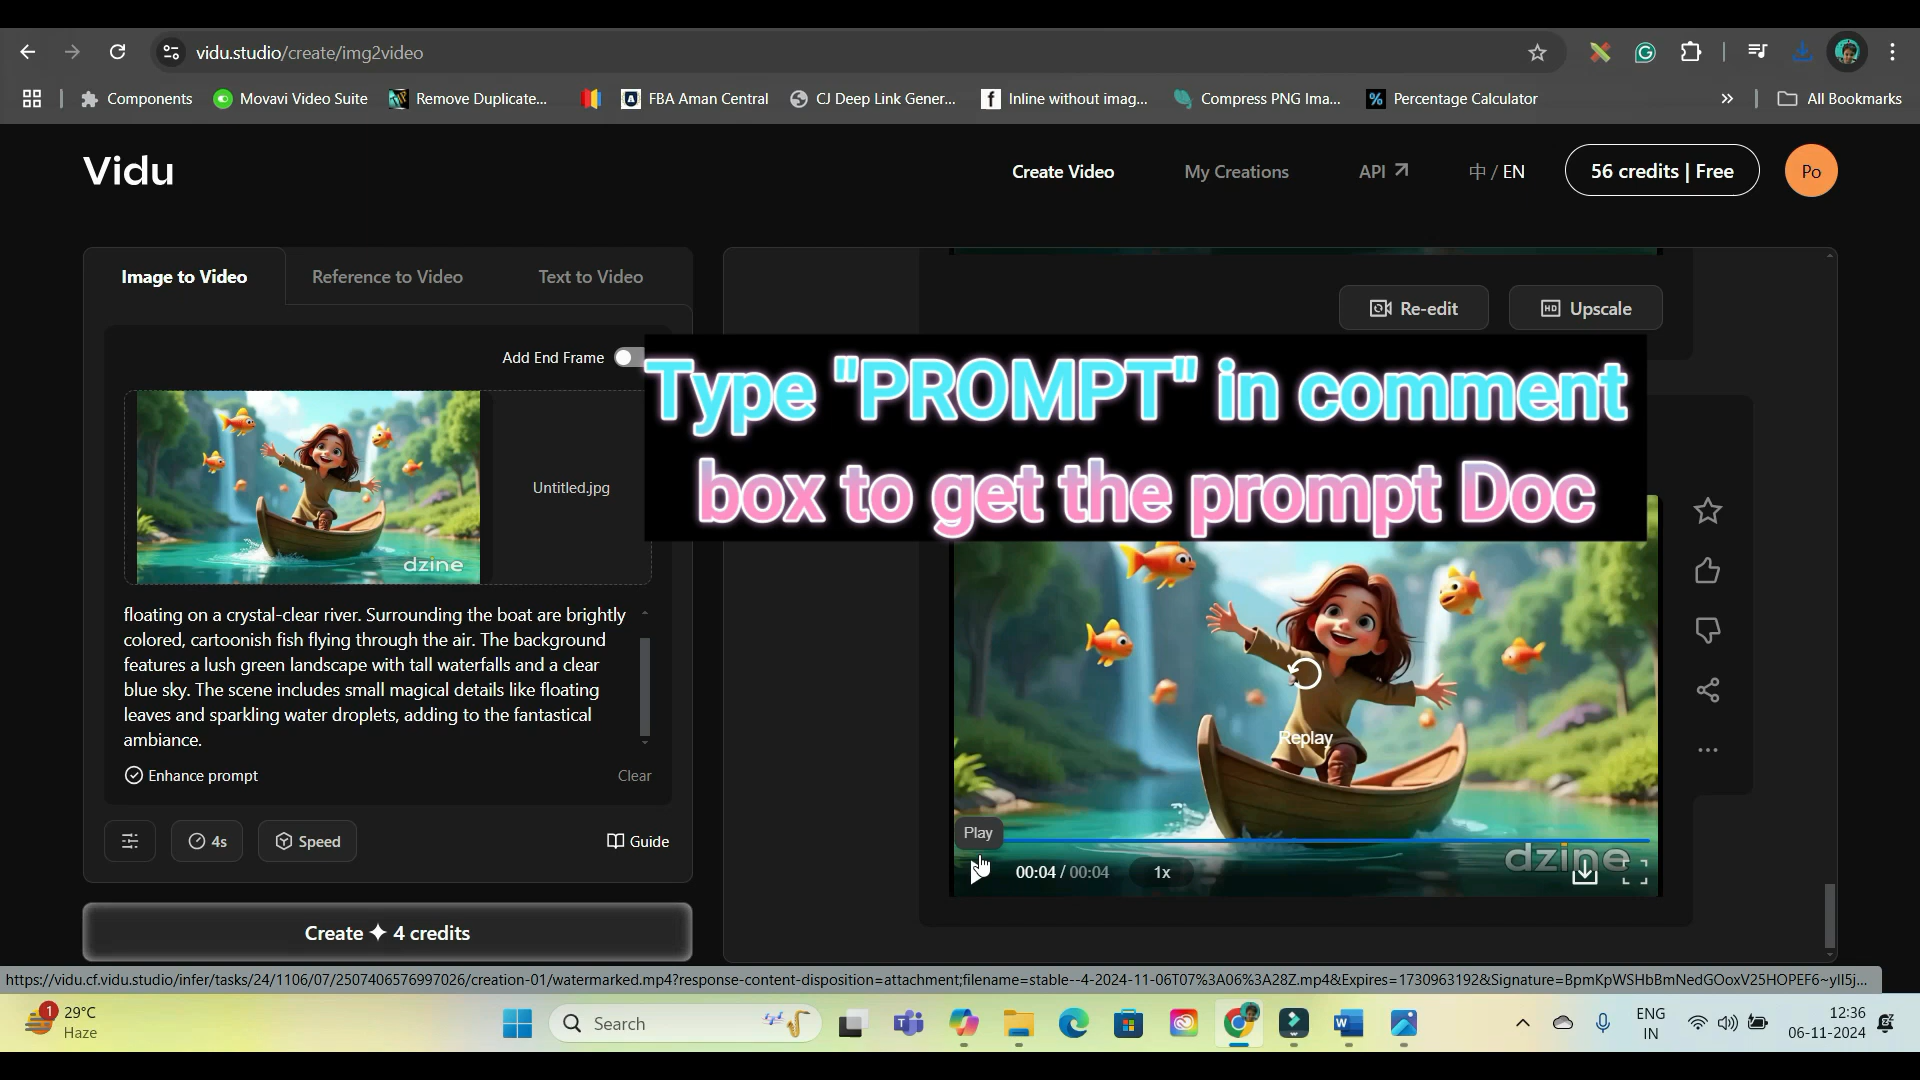 vidu.studio/create/img2video
Components
Movavi Video Suite
Remove Duplicate...
FBA Aman Central
CJ Deep Link Gener...
Inline without imag...
Compress PNG Ima...
Percentage Calculator
All Bookmarks
Vidu
Create Video
My Creations
API
中 / EN
56 credits | Free
Po
Image to Video
Reference to Video
Text to Video
Re-edit
Upscale
Add End Frame
Type "PROMPT" in comment
box to get the prompt Doc
Untitled.jpg
dzine
floating on a crystal-clear river. Surrounding the boat are brightly
colored, cartoonish fish flying through the air. The background
features a lush green landscape with tall waterfalls and a clear
blue sky. The scene includes small magical details like floating
leaves and sparkling water droplets, adding to the fantastical
ambiance.
Enhance prompt
Clear
4s
Speed
Guide
Create 4 credits
Replay
Play
00:04 / 00:04
1x
dzine
https://vidu.cf.vidu.studio/infer/tasks/24/1106/07/2507406576997026/creation-01/watermarked.mp4?response-content-disposition=attachment;filename=stable--4-2024-11-06T07%3A06%3A28Z.mp4&Expires=1730963192&Signature=BpmKpWSHbBmNedGOoxV25HOPEF6~yII5j...
1
29°C
Haze
Search
ENG
IN
12:36
06-11-2024